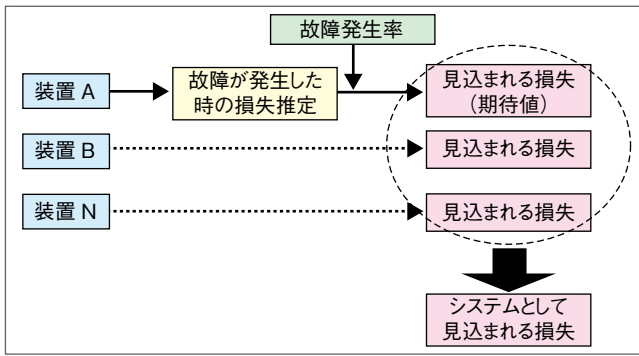 故障発生率
装置 A
故障が発生した
時の損失推定
見込まれる損失
(期待値)
装置 B
見込まれる損失
装置 N
見込まれる損失
システムとして
見込まれる損失